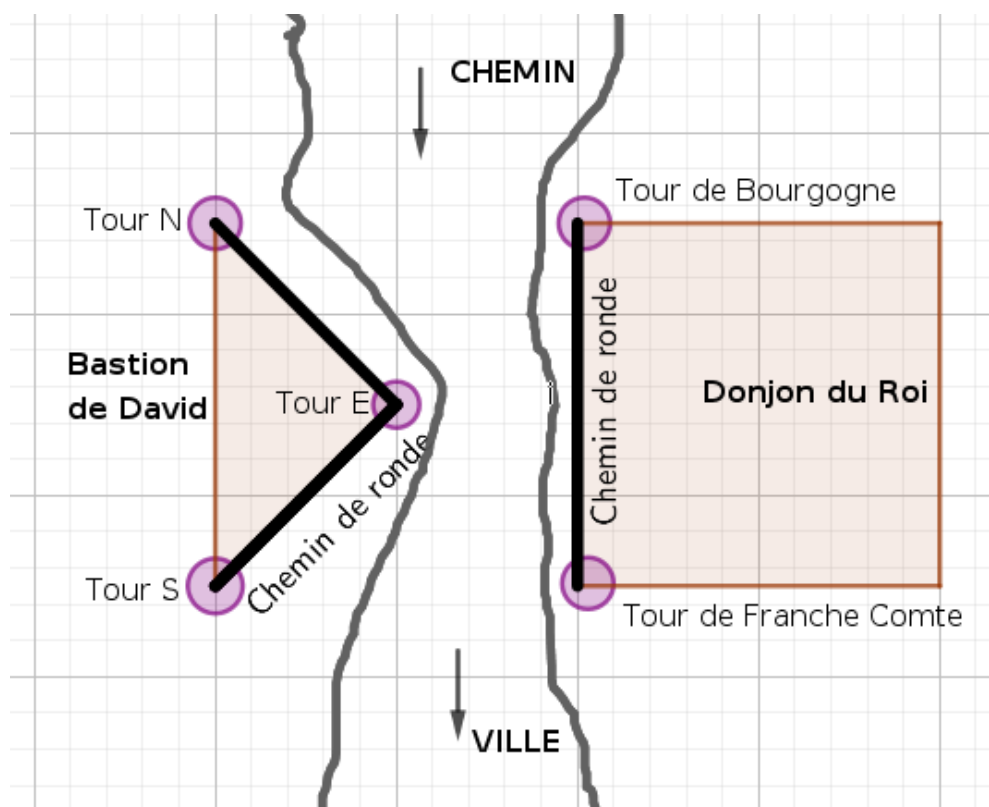 CHEMIN
Tour de Bourgogne
Tour N
Chemin de ronde
Bastion
de David
Donjon du Roi
Tour E
Chemin de ronde
Tour S
Tour de Franche Comte
VILLE